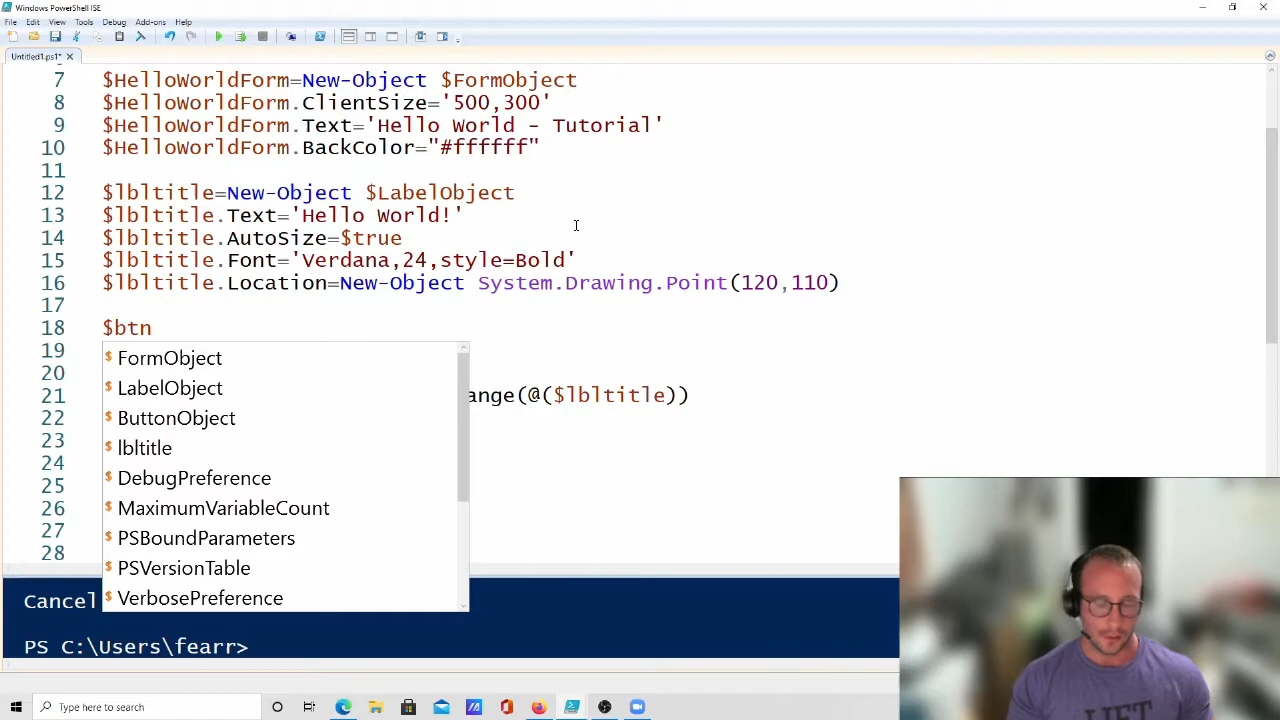 Windows PowerShell ISE
File Edit View Tools Debug Add-ons Help
Untitled1.ps1*
7 $HelloWorldForm=New-Object $FormObject
8 $HelloWorldForm.ClientSize='500,300'
9 $HelloWorldForm.Text='Hello World - Tutorial'
10 $HelloWorldForm.BackColor="#ffffff"
11
12 $lbltitle=New-Object $LabelObject
13 $lbltitle.Text='Hello World!'
14 $lbltitle.AutoSize=$true
15 $lbltitle.Font='Verdana,24,style=Bold'
16 $lbltitle.Location=New-Object System.Drawing.Point(120,110)
17
18 $btn
19
20
21 ange(@($lbltitle))
22
23
24
25
26
27
28
FormObject
LabelObject
ButtonObject
lbltitle
DebugPreference
MaximumVariableCount
PSBoundParameters
PSVersionTable
VerbosePreference
Cancel
PS C:\Users\fearr>
Type here to search